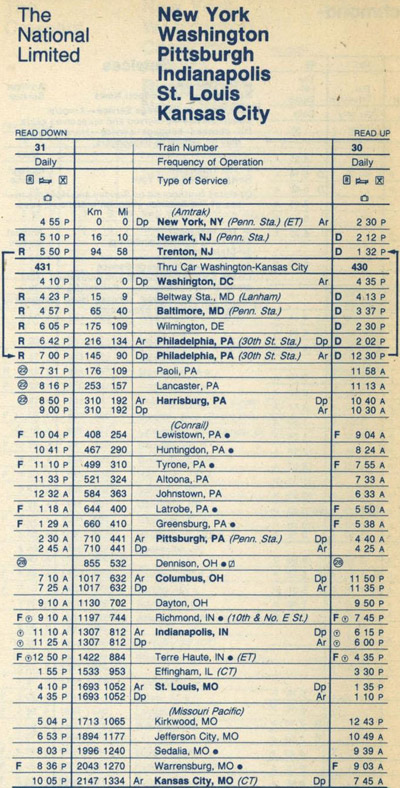 The
National
Limited
New York
Washington
Pittsburgh
Indianapolis
St. Louis
Kansas City
READ DOWN READ UP
31 Train Number 30
Daily Frequency of Operation Daily
R X Type of Service R X
Km Mi (Amtrak)
4 55 P 0 0 Dp New York, NY (Penn. Sta.) (ET) Ar 2 30 P
R 5 10 P 16 10 Newark, NJ (Penn. Sta.) D 2 12 P
R 5 50 P 94 58 Trenton, NJ D 1 32 P
431 Thru Car Washington-Kansas City 430
4 10 P 0 0 Dp Washington, DC Ar 4 35 P
R 4 23 P 15 9 Beltway Sta., MD (Lanham) D 4 13 P
R 4 57 P 65 40 Baltimore, MD (Penn. Sta.) D 3 37 P
R 6 05 P 175 109 Wilmington, DE D 2 30 P
R 6 42 P 216 134 Ar Philadelphia, PA (30th St. Sta.) Dp D 2 02 P
R 7 00 P 145 90 Dp Philadelphia, PA (30th St. Sta.) Ar D 12 30 P
㉒ 7 31 P 176 109 Paoli, PA 11 58 A
㉒ 8 16 P 253 157 Lancaster, PA 11 13 A
㉒ 8 50 P 310 192 Ar Harrisburg, PA Dp 10 40 A
9 00 P 310 192 Dp Ar 10 30 A
(Conrail)
F 10 04 P 408 254 Lewistown, PA ● F 9 04 A
10 41 P 467 290 Huntingdon, PA ● 8 24 A
F 11 10 P 499 310 Tyrone, PA ● F 7 55 A
11 33 P 521 324 Altoona, PA 7 33 A
12 32 A 584 363 Johnstown, PA 6 33 A
F 1 18 A 644 400 Latrobe, PA ● F 5 50 A
F 1 29 A 660 410 Greensburg, PA ● F 5 38 A
2 30 A 710 441 Ar Pittsburgh, PA (Penn. Sta.) Dp 4 40 A
2 45 A 710 441 Dp Ar 4 25 A
㉘ 855 532 Dennison, OH ● ㉘
7 10 A 1017 632 Ar Columbus, OH Dp 11 50 P
7 25 A 1017 632 Dp Ar 11 35 P
9 10 A 1130 702 Dayton, OH 9 50 P
F 9 10 A 1197 744 Richmond, IN ● (10th & No. E St.) F 7 45 P
11 10 A 1307 812 Ar Indianapolis, IN Dp 6 15 P
11 25 A 1307 812 Dp Ar 6 00 P
F 12 50 P 1422 884 Terre Haute, IN ● (ET) F 4 35 P
1 55 P 1533 953 Effingham, IL (CT) 3 30 P
4 10 P 1693 1052 Ar St. Louis, MO Dp 1 35 P
4 35 P 1693 1052 Dp Ar 1 10 P
(Missouri Pacific)
5 04 P 1713 1065 Kirkwood, MO 12 43 P
6 53 P 1894 1177 Jefferson City, MO 10 49 A
8 03 P 1996 1240 Sedalia, MO ● 9 39 A
F 8 36 P 2043 1270 Warrensburg, MO ● F 9 03 A
10 05 P 2147 1334 Ar Kansas City, MO (CT) Dp 7 45 A